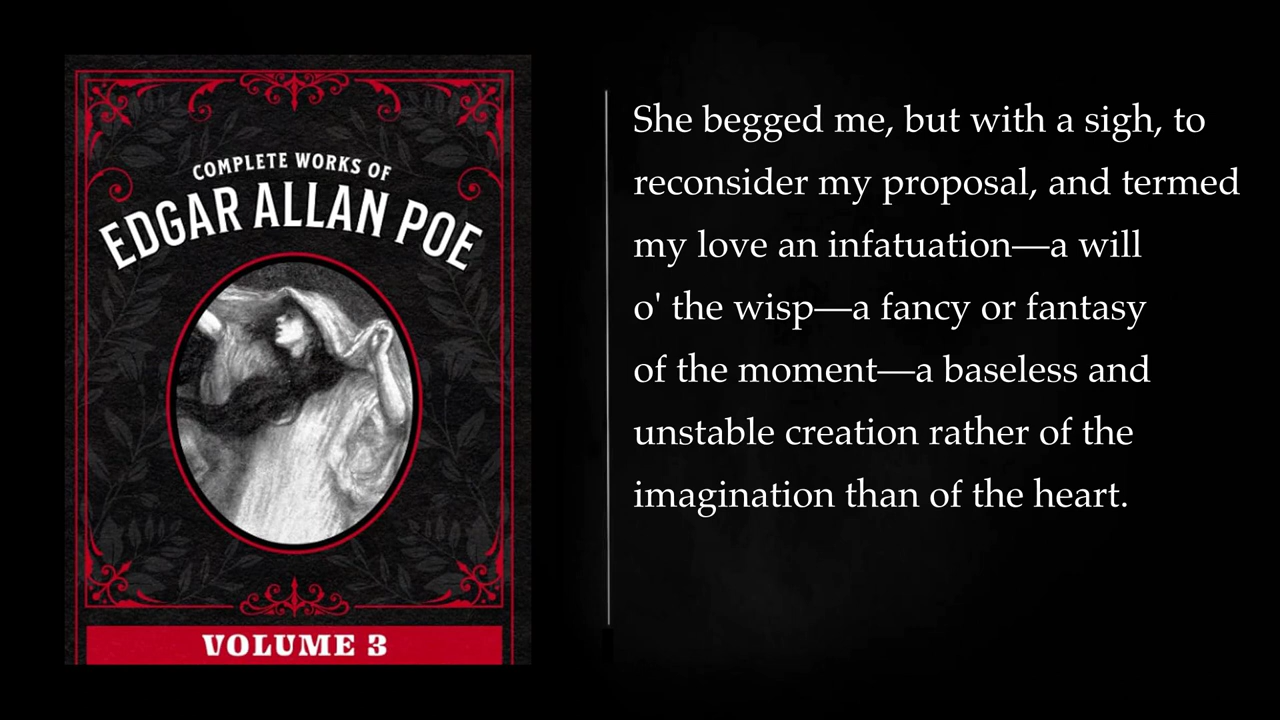 COMPLETE WORKS OF
EDGAR ALLAN POE
VOLUME 3
She begged me, but with a sigh, to
reconsider my proposal, and termed
my love an infatuation—a will
o' the wisp—a fancy or fantasy
of the moment—a baseless and
unstable creation rather of the
imagination than of the heart.